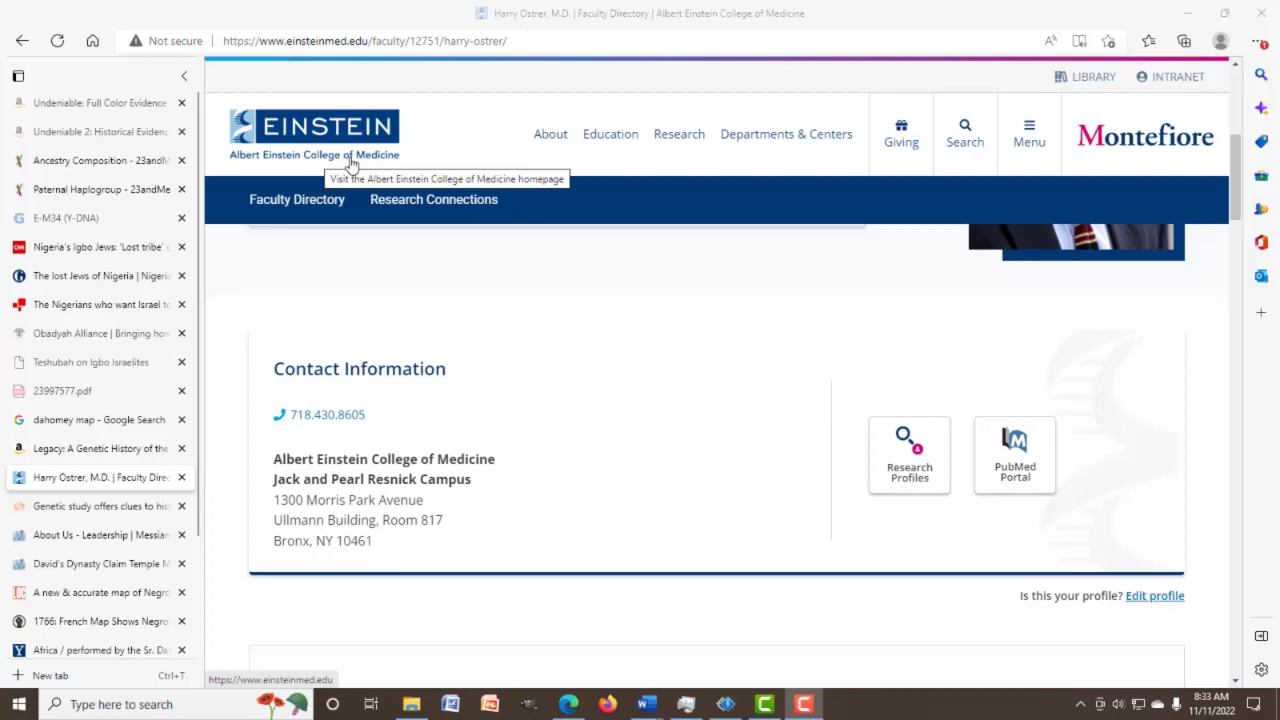 Harry Ostrer, M.D. | Faculty Directory | Albert Einstein College of Medicine
Not secure
https://www.einsteinmed.edu/faculty/12751/harry-ostrer/
Undeniable: Full Color Evidence
Undeniable 2: Historical Evidenc
Ancestry Composition - 23andM
Paternal Haplogroup - 23andMe
E-M34 (Y-DNA)
Nigeria's Igbo Jews: 'Lost tribe'
The lost Jews of Nigeria | Nigeri
The Nigerians who want Israel to
Obadyah Alliance | Bringing hon
Teshubah on Igbo Israelites
23997577.pdf
dahomey map - Google Search
Legacy: A Genetic History of the
Harry Ostrer, M.D. | Faculty Direc
Genetic study offers clues to his
About Us - Leadership | Messian
David's Dynasty Claim Temple M
A new & accurate map of Negro
1766: French Map Shows Negro
Africa / performed by the Sr. Da
New tab
Ctrl+T
LIBRARY
INTRANET
EINSTEIN
Albert Einstein College of Medicine
About
Education
Research
Departments & Centers
Giving
Search
Menu
Montefiore
Visit the Albert Einstein College of Medicine homepage
Faculty Directory
Research Connections
Contact Information
718.430.8605
Albert Einstein College of Medicine
Jack and Pearl Resnick Campus
1300 Morris Park Avenue
Ullmann Building, Room 817
Bronx, NY 10461
Research
Profiles
PubMed
Portal
Is this your profile? Edit profile
https://www.einsteinmed.edu
Type here to search
8:33 AM
11/11/2022